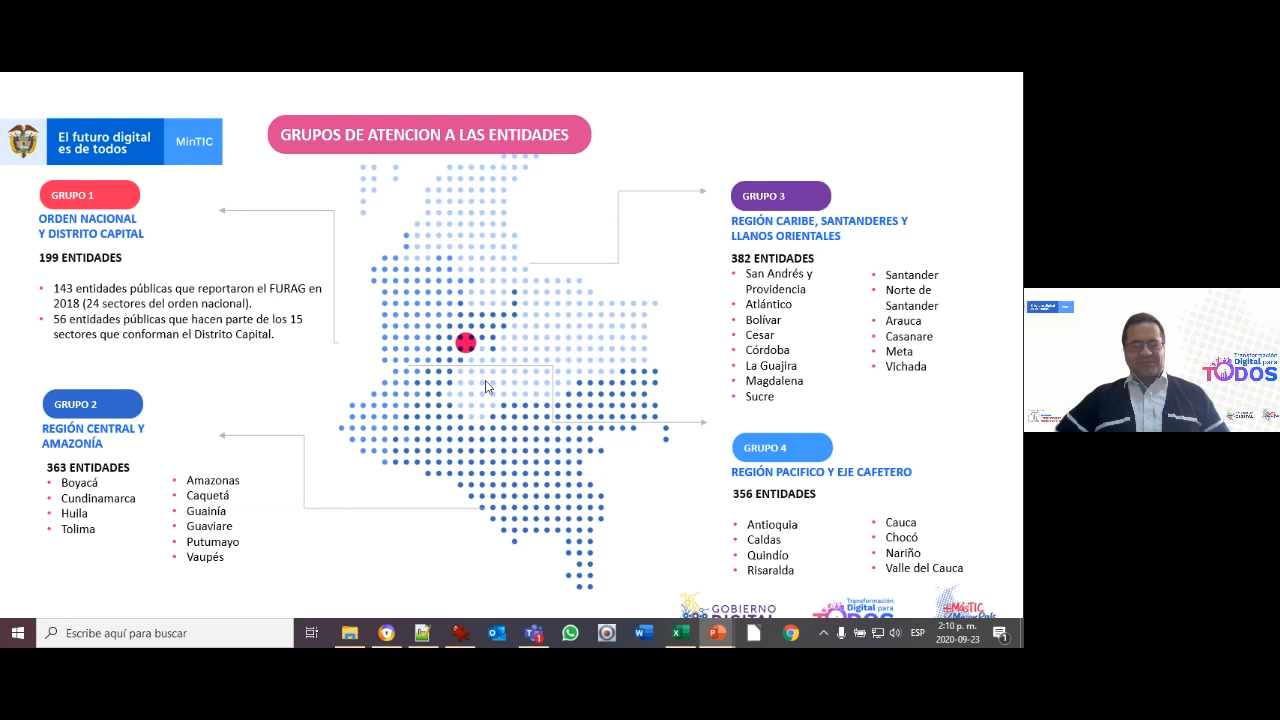 El futuro digital
es de todos
MinTIC
GRUPOS DE ATENCION A LAS ENTIDADES
GRUPO 1
ORDEN NACIONAL
Y DISTRITO CAPITAL
199 ENTIDADES
• 143 entidades públicas que reportaron el FURAG en
2018 (24 sectores del orden nacional).
• 56 entidades públicas que hacen parte de los 15
sectores que conforman el Distrito Capital.
GRUPO 2
REGIÓN CENTRAL Y
AMAZONÍA
363 ENTIDADES
• Boyacá
• Cundinamarca
• Huila
• Tolima
• Amazonas
• Caquetá
• Guainía
• Guaviare
• Putumayo
• Vaupés
GRUPO 3
REGIÓN CARIBE, SANTANDERES Y
LLANOS ORIENTALES
382 ENTIDADES
• San Andrés y
Providencia
• Atlántico
• Bolívar
• Cesar
• Córdoba
• La Guajira
• Magdalena
• Sucre
• Santander
• Norte de
Santander
• Arauca
• Casanare
• Meta
• Vichada
GRUPO 4
REGIÓN PACIFICO Y EJE CAFETERO
356 ENTIDADES
• Antioquia
• Caldas
• Quindío
• Risaralda
• Cauca
• Chocó
• Nariño
• Valle del Cauca
GOBIERNO
DIGITAL
Transformación
Digital para
TODOS
+MásTIC
Transformación
Digital para
TODOS
Escribe aquí para buscar
ESP
2:10 p. m.
2020-09-23